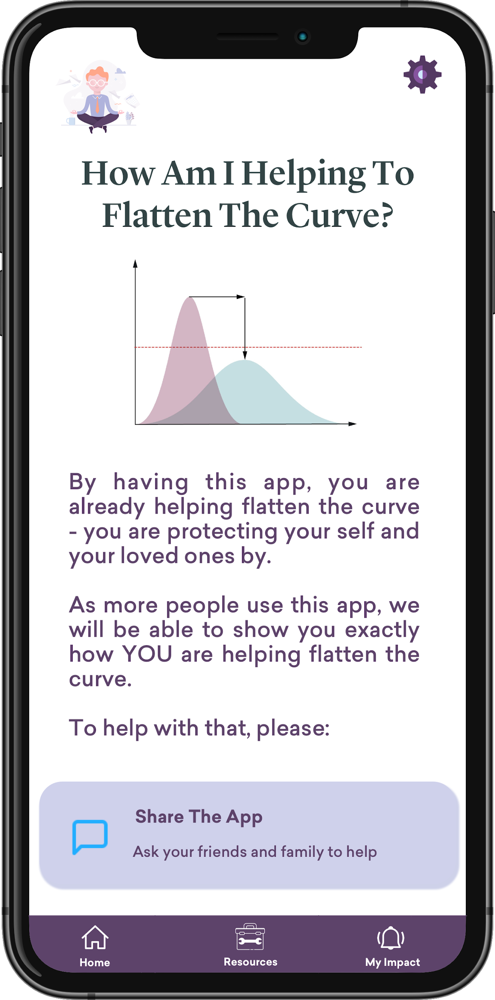 How Am I Helping To
Flatten The Curve?
By having this app, you are
already helping flatten the curve
- you are protecting your self and
your loved ones by.
As more people use this app, we
will be able to show you exactly
how YOU are helping flatten the
curve.
To help with that, please:
Share The App
Ask your friends and family to help
Home
Resources
My Impact